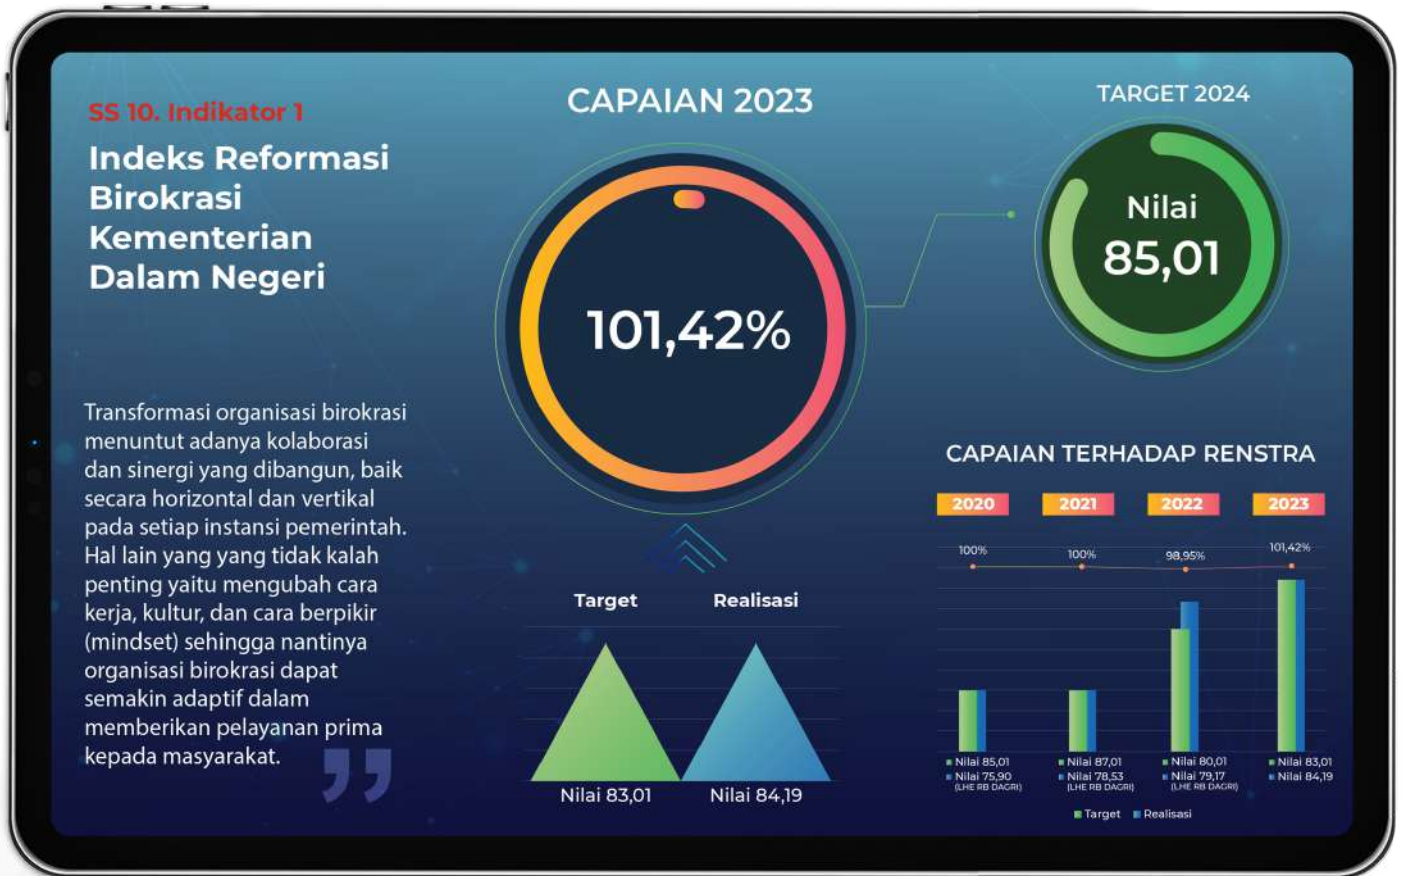 SS 10. Indikator 1
Indeks Reformasi
Birokrasi
Kementerian
Dalam Negeri
Transformasi organisasi birokrasi
menuntut adanya kolaborasi
dan sinergi yang dibangun, baik
secara horizontal dan vertikal
pada setiap instansi pemerintah.
Hal lain yang yang tidak kalah
penting yaitu mengubah cara
kerja, kultur, dan cara berpikir
(mindset) sehingga nantinya
organisasi birokrasi dapat
semakin adaptif dalam
memberikan pelayanan prima
kepada masyarakat.
CAPAIAN 2023
101,42%
Target Realisasi
Nilai 83,01 Nilai 84,19
TARGET 2024
Nilai
85,01
CAPAIAN TERHADAP RENSTRA
2020 2021 2022 2023
100% 100% 98,95% 101,42%
Nilai 85,01 Nilai 87,01 Nilai 80,01 Nilai 83,01
Nilai 75,90 Nilai 78,53 Nilai 79,17 Nilai 84,19
(LHE RB DAGRI) (LHE RB DAGRI) (LHE RB DAGRI)
Target Realisasi